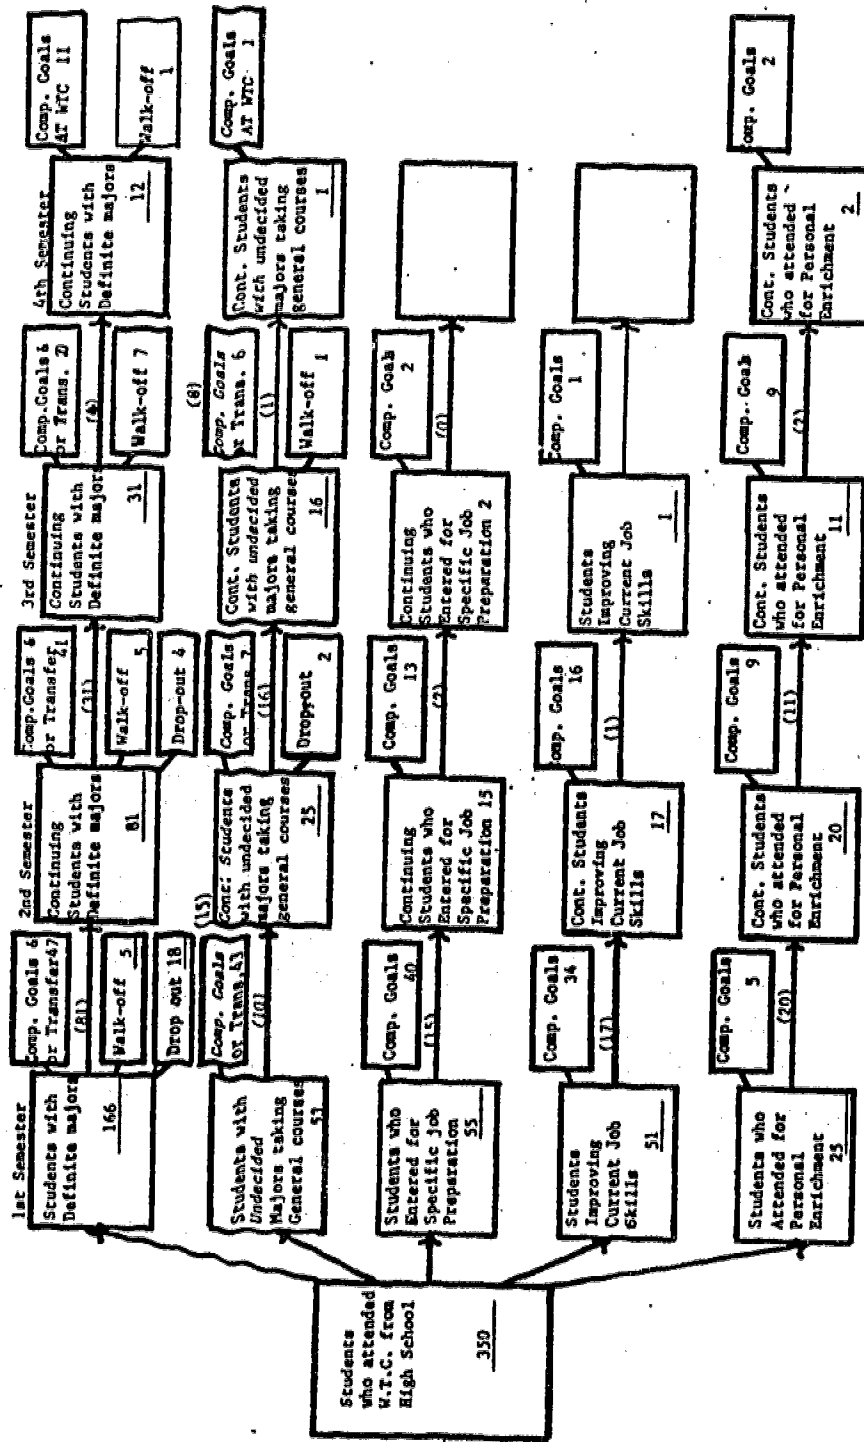 1st Semester
2nd Semester
3rd Semester
4th Semester
Students
who attended
W.T.C. from
High School
350
Students with
Definite majors
166
Comp. Goals &
or Transfer 47
(81)
Walk-off 5
Drop out 18
Continuing
Students with
Definite majors
81
Comp.Goals &
or Transfer 41
(31)
Walk-off 5
Drop-out 4
Continuing
Students with
Definite majors
31
Comp.Goals &
or Trans.
Walk-off 7
Continuing
Students with
Definite majors
12
Comp. Goals
AT WTC 11
Walk-off
1
Students with
Undecided
Majors taking
General courses
Comp. Goals
or Trans. 43
(10)
(15)
Cont. Students
with undecided
majors taking
general courses
25
Comp. Goals
or Trans. 7
(16)
Dropout
2
Cont. Students
with undecided
majors taking
general courses
16
(8)
Comp. Goals
or Trans. 6
(1)
Walk-off
1
Cont. Students
with undecided
majors taking
general courses
1
Comp. Goals
AT WTC 1
Students who
Entered for
Specific job
Preparation
55
Comp. Goals
40
(15)
Continuing
Students who
Entered for
Specific Job
Preparation 15
Comp. Goals
13
(2)
Continuing
Students who
Entered for
Specific Job
Preparation 2
Comp. Goals
2
(0)
Students
Improving
Current Job
Skills
51
Comp. Goals
34
(17)
Cont. Students
Improving
Current Job
Skills
17
Comp. Goals
16
(1)
Students
Improving
Current Job
Skills
1
Comp. Goals
1
Students who
Attended for
Personal
Enrichment
25
Comp. Goals
5
(20)
Cont. Students
who attended
for Personal
Enrichment
20
Comp. Goals
9
(11)
Cont. Students
who attended
for Personal
Enrichment
11
Comp. Goals
9
(2)
Cont. Students
who attended
for Personal
Enrichment
2
Comp. Goals
2